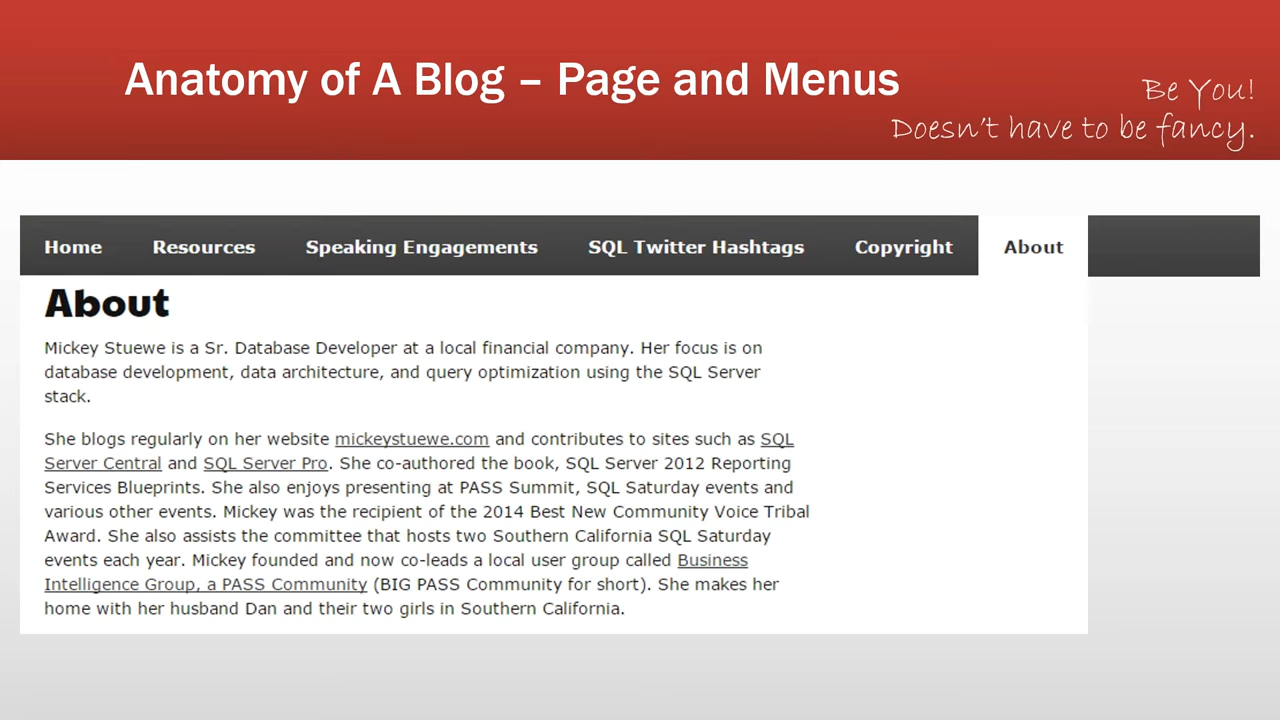 Anatomy of A Blog – Page and Menus
Be You!
Doesn't have to be fancy.
Home Resources Speaking Engagements SQL Twitter Hashtags Copyright About
About
Mickey Stuewe is a Sr. Database Developer at a local financial company. Her focus is on
database development, data architecture, and query optimization using the SQL Server
stack.
She blogs regularly on her website mickeystuewe.com and contributes to sites such as SQL
Server Central and SQL Server Pro. She co-authored the book, SQL Server 2012 Reporting
Services Blueprints. She also enjoys presenting at PASS Summit, SQL Saturday events and
various other events. Mickey was the recipient of the 2014 Best New Community Voice Tribal
Award. She also assists the committee that hosts two Southern California SQL Saturday
events each year. Mickey founded and now co-leads a local user group called Business
Intelligence Group, a PASS Community (BIG PASS Community for short). She makes her
home with her husband Dan and their two girls in Southern California.